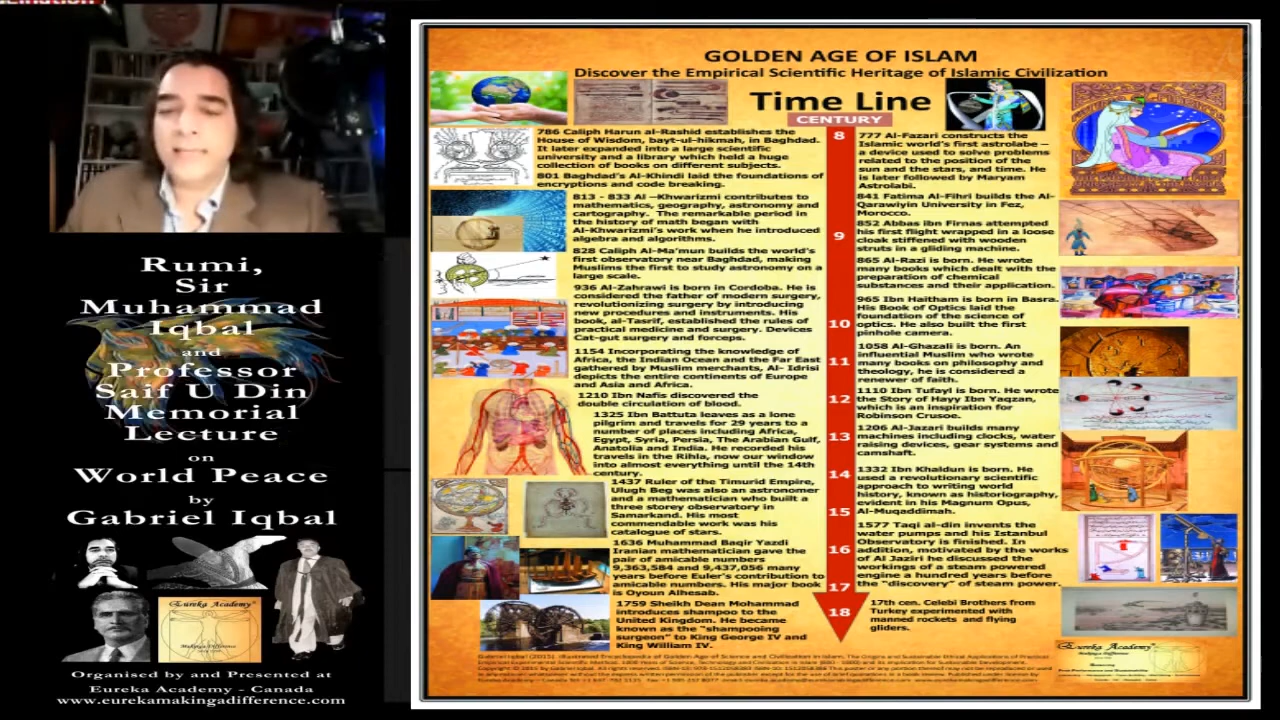 Rumi,
Sir
Muhammad
Iqbal
and
Professor
Saif U Din
Memorial
Lecture
on
World Peace
by
Gabriel Iqbal
Eureka Academy
Making a Difference
Organised by and Presented at
Eureka Academy - Canada
www.eurekamakingadifference.com
GOLDEN AGE OF ISLAM
Discover the Empirical Scientific Heritage of Islamic Civilization
Time Line
CENTURY
8
9
10
11
12
13
14
15
16
17
18
786 Caliph Harun al-Rashid establishes the
House of Wisdom, bayt-ul-hikmah, in Baghdad.
It later expanded into a large scientific
university and a library which held a huge
collection of books on different subjects.
801 Baghdad's Al-Khindi laid the foundations of
encryptions and code breaking.
813 - 833 Al –Khwarizmi contributes to
mathematics, geography, astronomy and
cartography. The remarkable period in
the history of math began with
Al-Khwarizmi's work when he introduced
algebra and algorithms.
828 Caliph Al-Ma'mun builds the world's
first observatory near Baghdad, making
Muslims the first to study astronomy on a
large scale.
936 Al-Zahrawi is born in Cordoba. He is
considered the father of modern surgery,
revolutionizing surgery by introducing
new procedures and instruments. His
book, al-Tasrif, established the rules of
practical medicine and surgery. Devices
Cat-gut surgery and forceps.
1154 Incorporating the knowledge of
Africa, the Indian Ocean and the Far East
gathered by Muslim merchants, Al- Idrisi
depicts the entire continents of Europe
and Asia and Africa.
1210 Ibn Nafis discovered the
double circulation of blood.
1325 Ibn Battuta leaves as a lone
pilgrim and travels for 29 years to a
number of places including Africa,
Egypt, Syria, Persia, The Arabian Gulf,
Anatolia and India. He recorded his
travels in the Rihla, now our window
into almost everything until the 14th
century.
1437 Ruler of the Timurid Empire,
Ulugh Beg was also an astronomer
and a mathematician who built a
three storey observatory in
Samarkand. His most
commendable work was his
catalogue of stars.
1636 Muhammad Baqir Yazdi
Iranian mathematician gave the
pair of amicable numbers
9,363,584 and 9,437,056 many
years before Euler's contribution to
amicable numbers. His major book
is Oyoun Alhesab.
1759 Sheikh Dean Mohammad
introduces shampoo to the
United Kingdom. He became
known as the "shampooing
surgeon" to King George IV and
King William IV.
777 Al-Fazari constructs the
Islamic world's first astrolabe —
a device used to solve problems
related to the position of the
sun and the stars, and time. He
is later followed by Maryam
Astrolabi.
841 Fatima Al-Fihri builds the Al-
Qarawiyin University in Fez,
Morocco.
852 Abbas ibn Firnas attempted
his first flight wrapped in a loose
cloak stiffened with wooden
struts in a gliding machine.
865 Al-Razi is born. He wrote
many books which dealt with the
preparation of chemical
substances and their application.
965 Ibn Haitham is born in Basra.
His Book of Optics laid the
foundation of the science of
optics. He also built the first
pinhole camera.
1058 Al-Ghazali is born. An
influential Muslim who wrote
many books on philosophy and
theology, he is considered a
renewer of faith.
1110 Ibn Tufayl is born. He wrote
the Story of Hayy Ibn Yaqzan,
which is an inspiration for
Robinson Crusoe.
1206 Al-Jazari builds many
machines including clocks, water
raising devices, gear systems and
camshaft.
1332 Ibn Khaldun is born. He
used a revolutionary scientific
approach to writing world
history, known as historiography,
evident in his Magnum Opus,
Al-Muqaddimah.
1577 Taqi al-din invents the
water pumps and his Istanbul
Observatory is finished. In
addition, motivated by the works
of Al Jaziri he discussed the
workings of a steam powered
engine a hundred years before
the "discovery" of steam power.
17th cen. Celebi Brothers from
Turkey experimented with
manned rockets and flying
gliders.
Eureka Academy